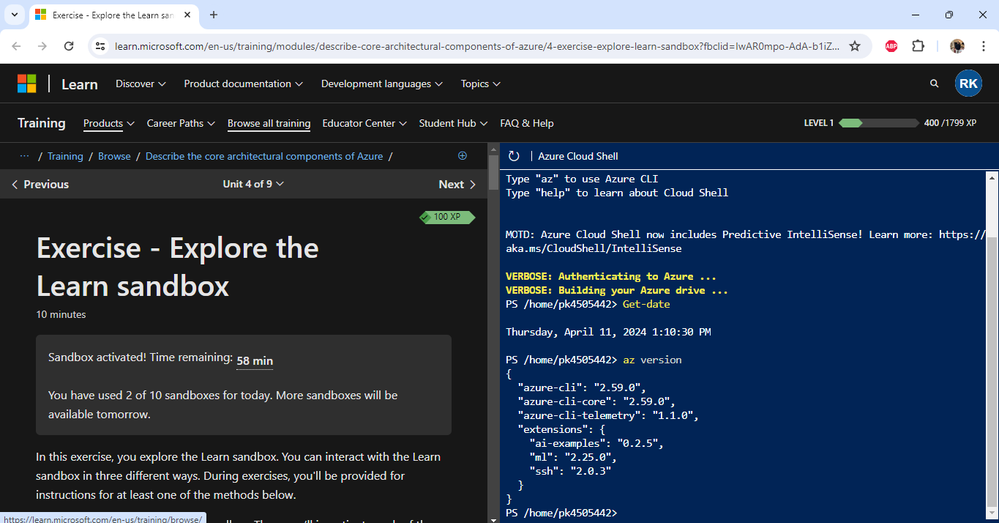 Exercise - Explore the Learn san
learn.microsoft.com/en-us/training/modules/describe-core-architectural-components-of-azure/4-exercise-explore-learn-sandbox?fbclid=IwAR0mpo-AdA-b1iZ...
ABP
Learn Discover Product documentation Development languages Topics RK
Training Products Career Paths Browse all training Educator Center Student Hub FAQ & Help LEVEL 1 400 /1799 XP
... / Training / Browse / Describe the core architectural components of Azure /
Previous Unit 4 of 9 Next
100 XP
Exercise - Explore the
Learn sandbox
10 minutes
Sandbox activated! Time remaining: 58 min
You have used 2 of 10 sandboxes for today. More sandboxes will be
available tomorrow.
In this exercise, you explore the Learn sandbox. You can interact with the Learn
sandbox in three different ways. During exercises, you'll be provided for
instructions for at least one of the methods below.
https://learn.microsoft.com/en-us/training/browse/
| Azure Cloud Shell
Type "az" to use Azure CLI
Type "help" to learn about Cloud Shell
MOTD: Azure Cloud Shell now includes Predictive IntelliSense! Learn more: https://
aka.ms/CloudShell/IntelliSense
VERBOSE: Authenticating to Azure ...
VERBOSE: Building your Azure drive ...
PS /home/pk4505442> Get-date
Thursday, April 11, 2024 1:10:30 PM
PS /home/pk4505442> az version
{
"azure-cli": "2.59.0",
"azure-cli-core": "2.59.0",
"azure-cli-telemetry": "1.1.0",
"extensions": {
"ai-examples": "0.2.5",
"ml": "2.25.0",
"ssh": "2.0.3"
}
}
PS /home/pk4505442>